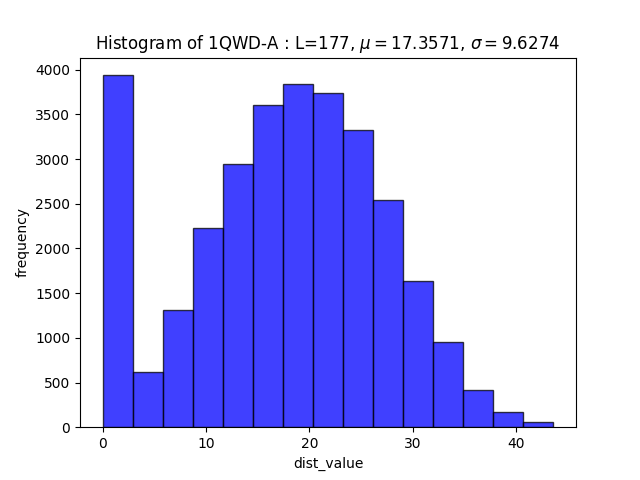 Histogram of 1QWD-A : L=177, μ = 17.3571, σ = 9.6274
4000
3500
3000
2500
2000
1500
1000
500
0
frequency
0 10 20 30 40
dist_value